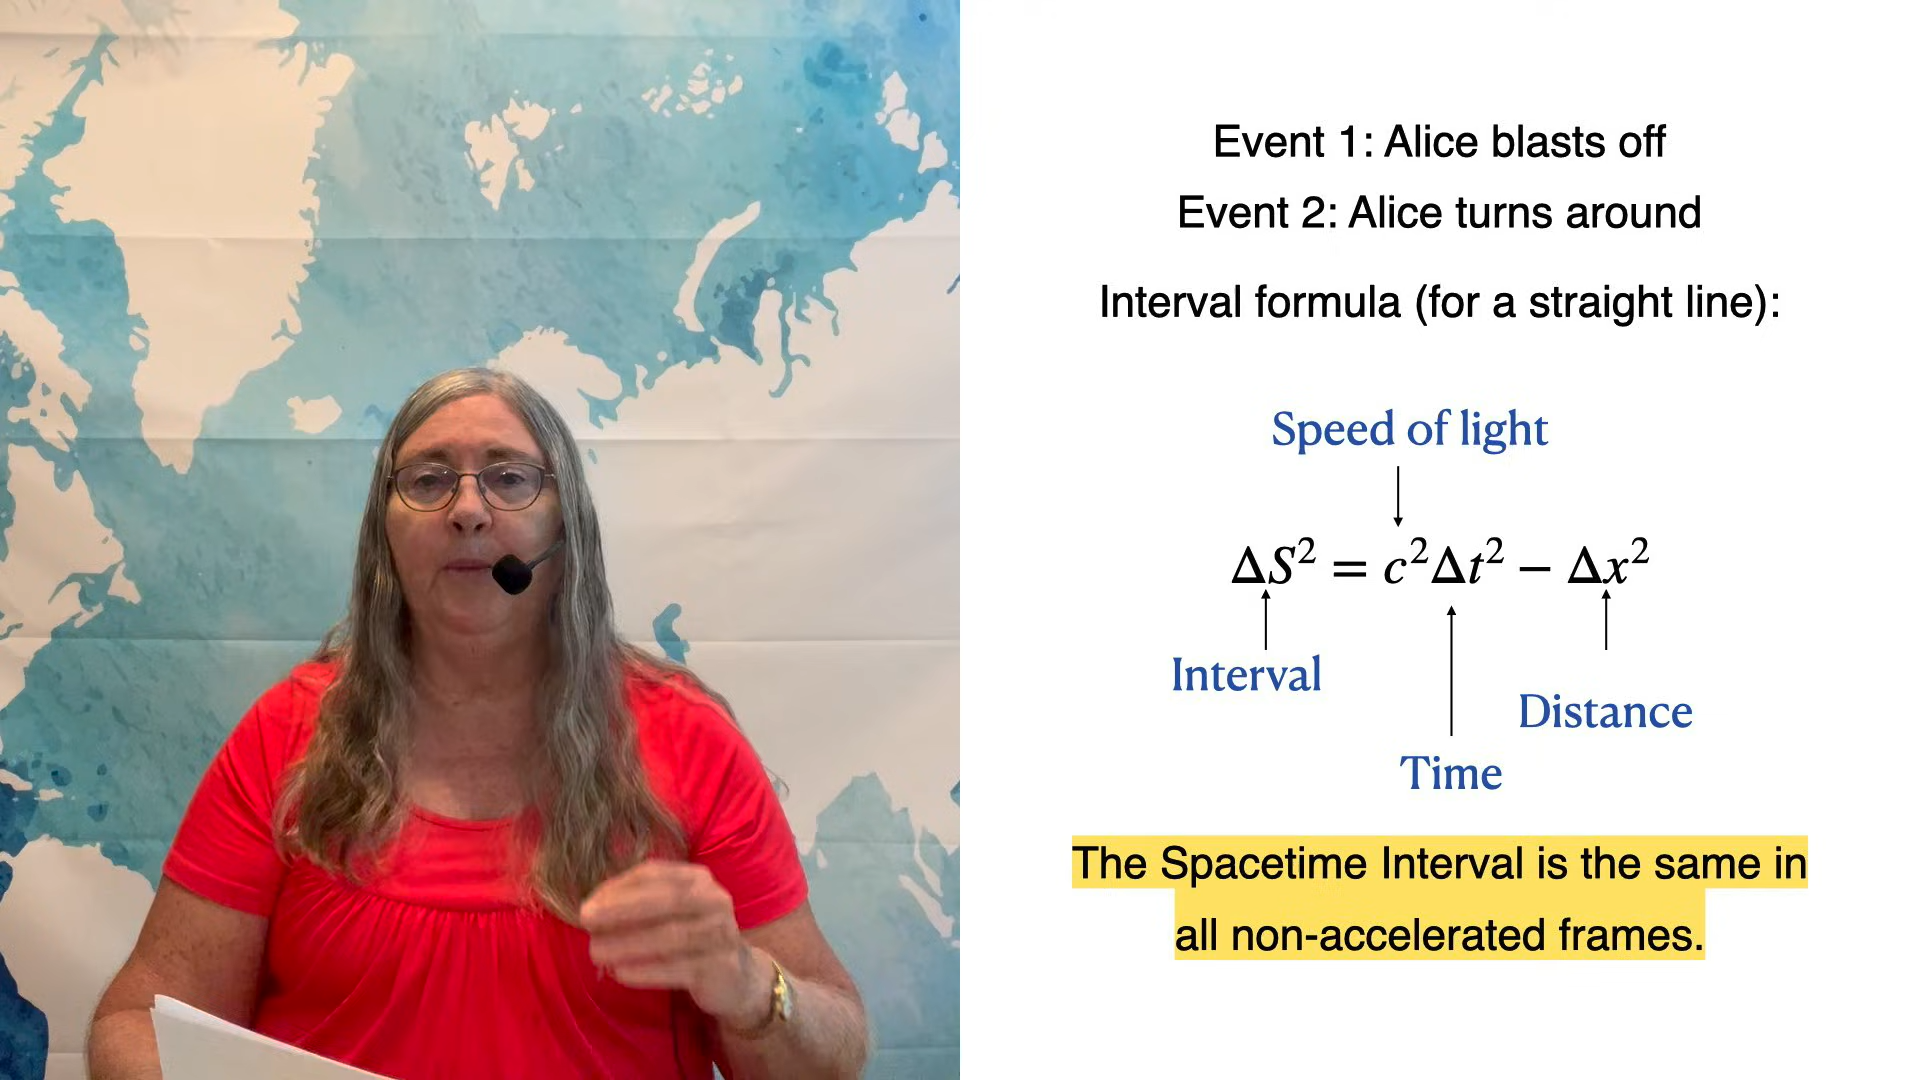 Event 1: Alice blasts off
Event 2: Alice turns around
Interval formula (for a straight line):
Speed of light
ΔS² = c²Δt² − Δx²
Interval
Distance
Time
The Spacetime Interval is the same in
all non-accelerated frames.